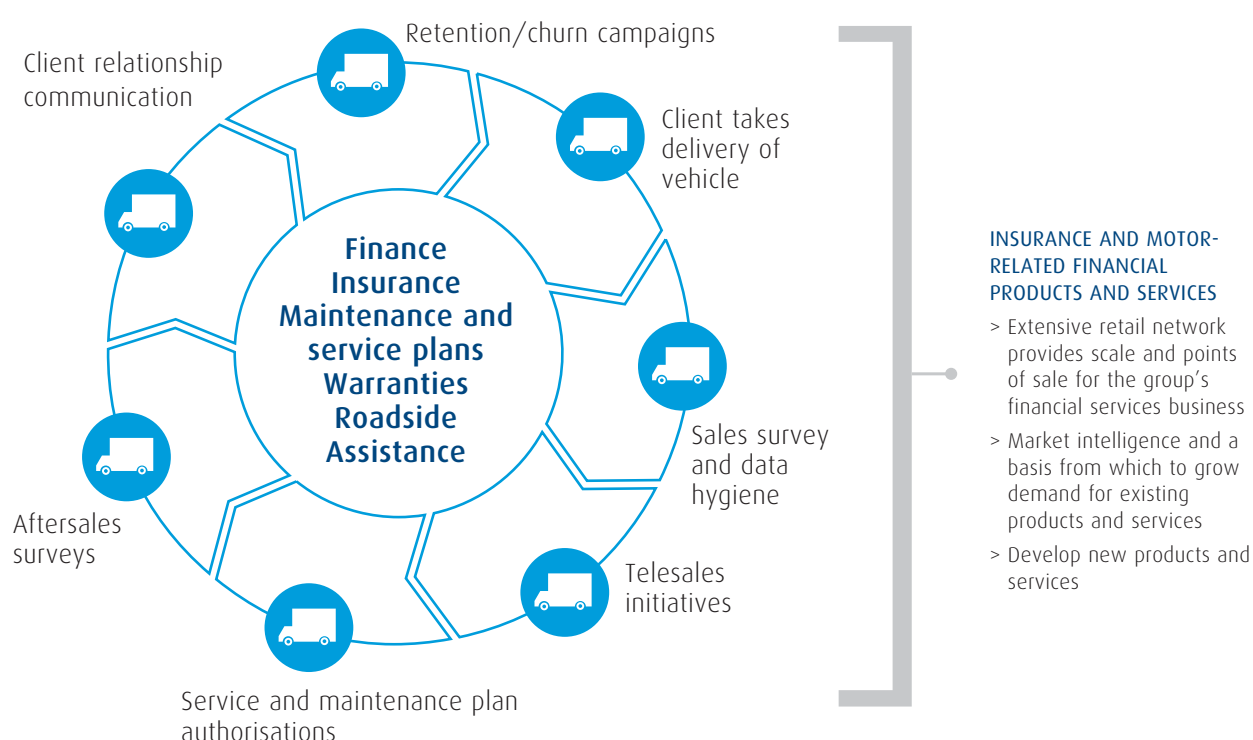 Retention/churn campaigns
Client relationship
communication
Client takes
delivery of
vehicle
Finance
Insurance
Maintenance and
service plans
Warranties
Roadside
Assistance
Sales survey
and data
hygiene
Aftersales
surveys
Telesales
initiatives
Service and maintenance plan
authorisations
INSURANCE AND MOTOR-
RELATED FINANCIAL
PRODUCTS AND SERVICES
> Extensive retail network
provides scale and points
of sale for the group’s
financial services business
> Market intelligence and a
basis from which to grow
demand for existing
products and services
> Develop new products and
services